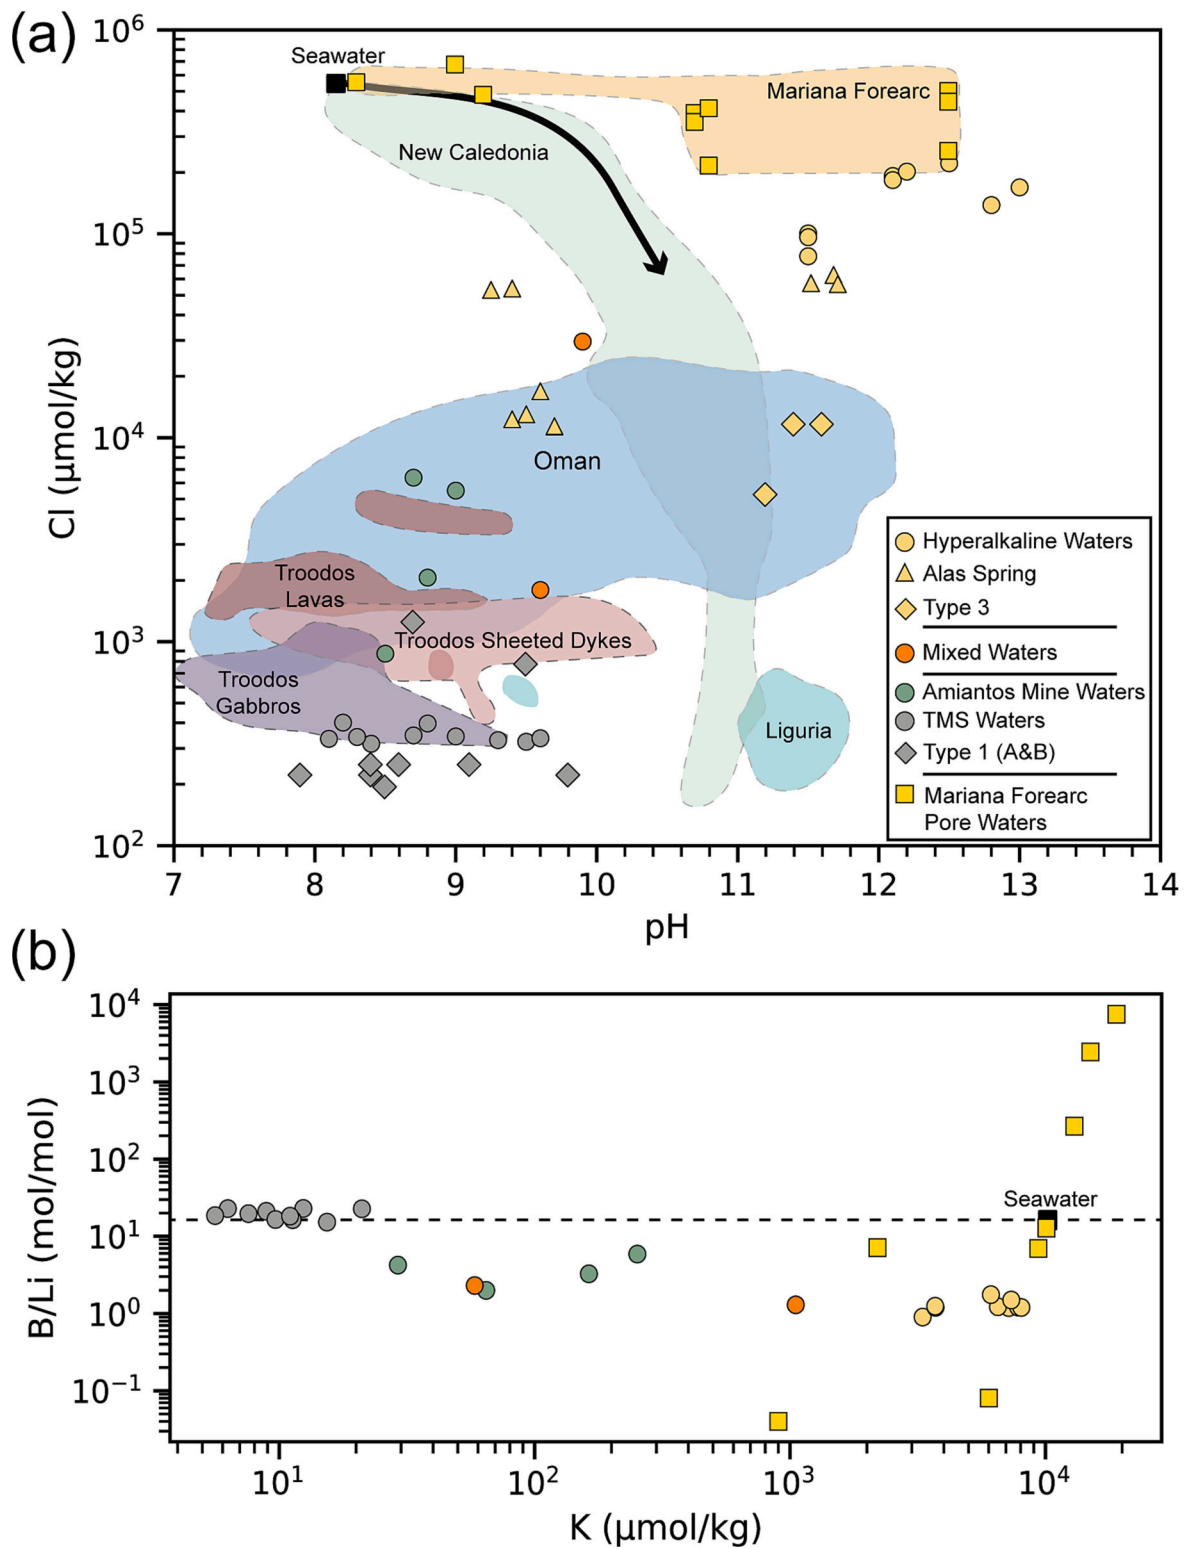 (a)
10⁶
10⁵
10⁴
10³
10²
Cl (μmol/kg)
Seawater
Mariana Forearc
New Caledonia
Oman
Troodos
Lavas
Troodos Sheeted Dykes
Troodos
Gabbros
Liguria
Hyperalkaline Waters
Alas Spring
Type 3
Mixed Waters
Amiantos Mine Waters
TMS Waters
Type 1 (A&B)
Mariana Forearc
Pore Waters
7 8 9 10 11 12 13 14
pH
(b)
10⁴
10³
10²
10¹
10⁰
10⁻¹
B/Li (mol/mol)
Seawater
10¹ 10² 10³ 10⁴
K (μmol/kg)